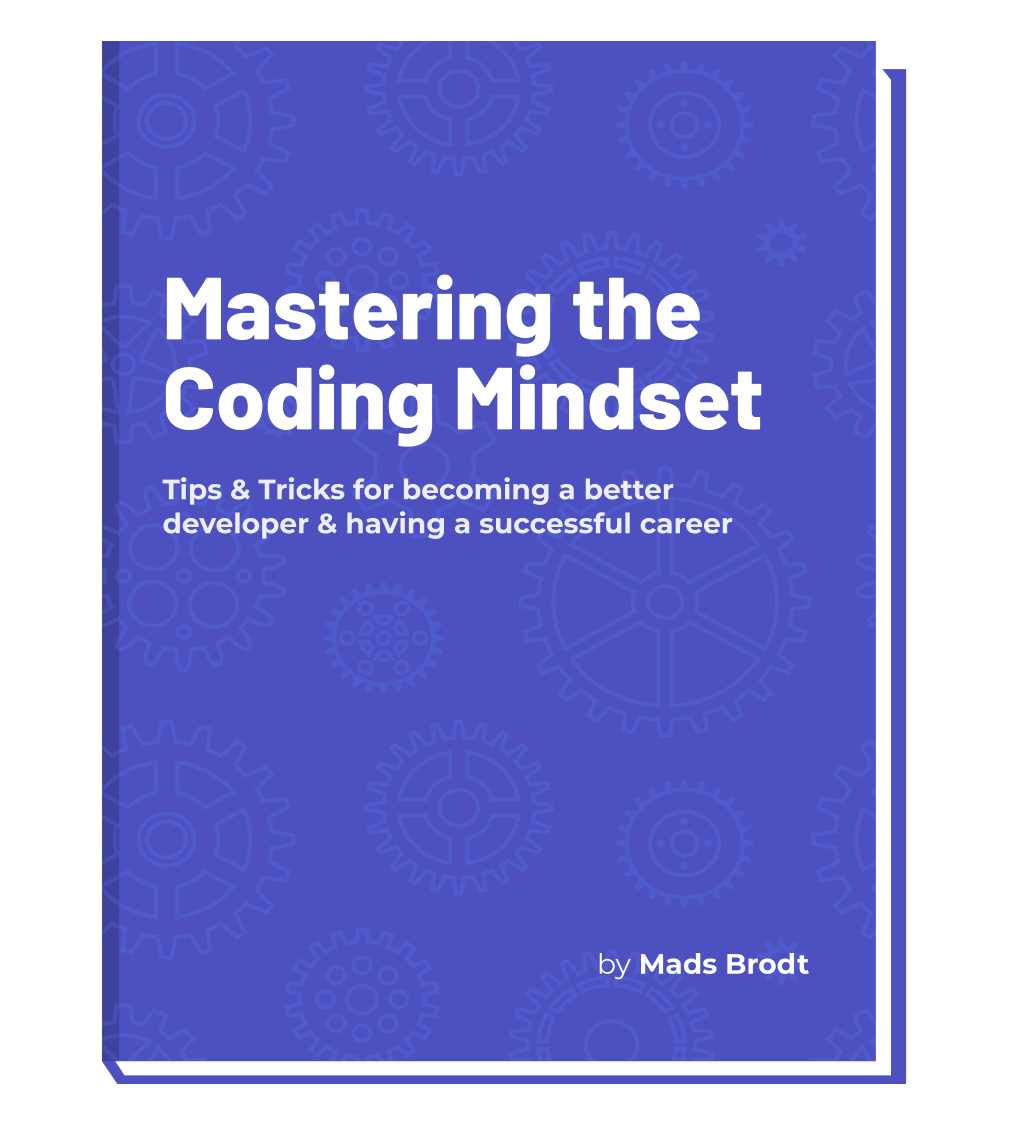 Mastering the
Coding Mindset
Tips & Tricks for becoming a better
developer & having a successful career
by Mads Brodt